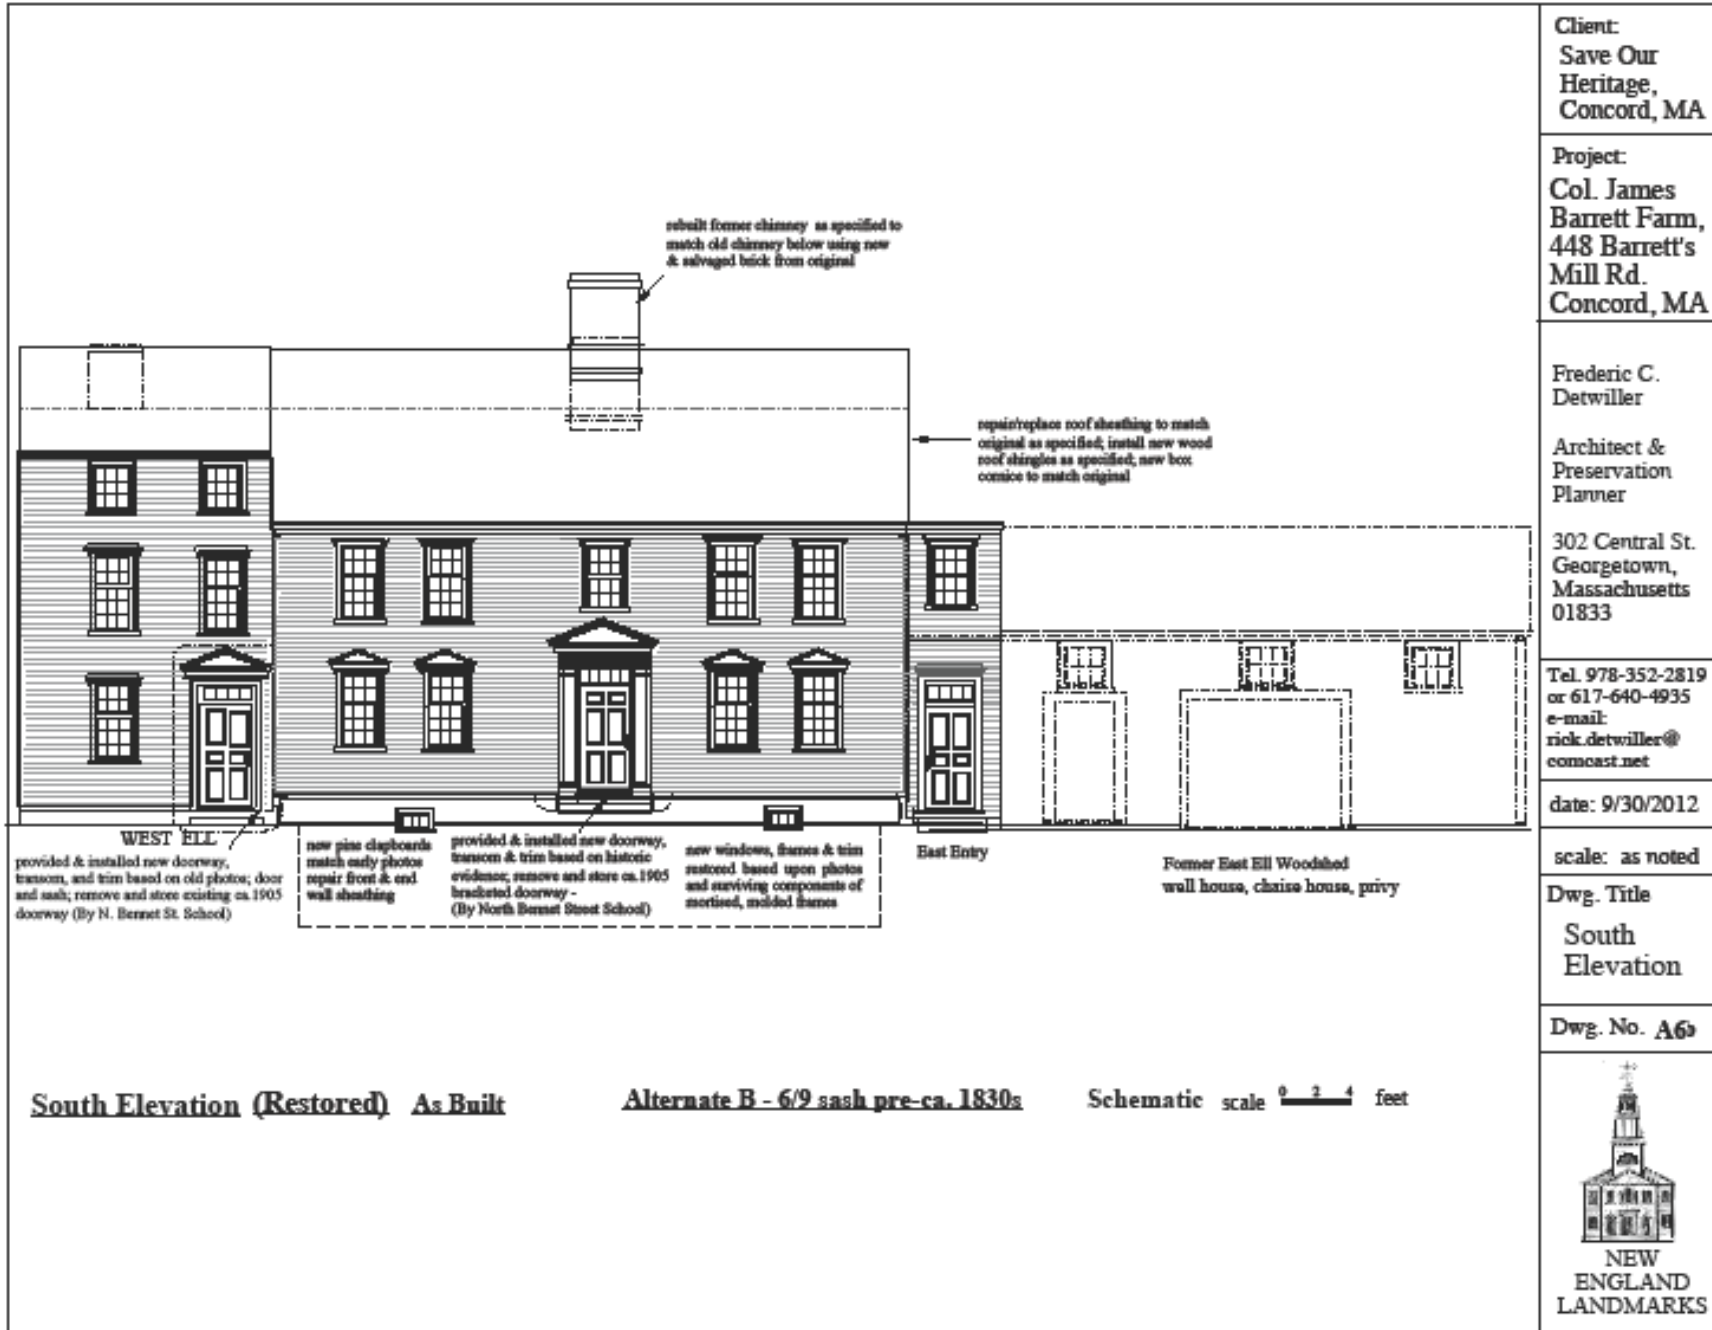 rebuilt former chimney as specified to
match old chimney below using new
& salvaged brick from original
repair/replace roof sheathing to match
original as specified; install new wood
roof shingles as specified; new box
cornice to match original
WEST ELL
provided & installed new doorway,
transom, and trim based on old photos; door
and sash; remove and store existing ca. 1905
doorway (By N. Bennet St. School)
new pine clapboards
match early photos
repair front & end
wall sheathing
provided & installed new doorway,
transom & trim based on historic
evidence; remove and store ca. 1905
bracketed doorway -
(By North Bennet Street School)
new windows, frames & trim
restored based upon photos
and surviving components of
mortised, molded frames
East Entry
Former East Ell Woodshed
well house, chaise house, privy
South Elevation (Restored) As Built
Alternate B - 6/9 sash pre-ca. 1830s
Schematic scale 0 2 4 feet
Client:
Save Our
Heritage,
Concord, MA
Project:
Col. James
Barrett Farm,
448 Barrett's
Mill Rd.
Concord, MA
Frederic C.
Detwiller
Architect &
Preservation
Planner
302 Central St.
Georgetown,
Massachusetts
01833
Tel. 978-352-2819
or 617-640-4935
e-mail:
rick.detwiller@
comcast.net
date: 9/30/2012
scale: as noted
Dwg. Title
South
Elevation
Dwg. No. A6b
NEW
ENGLAND
LANDMARKS